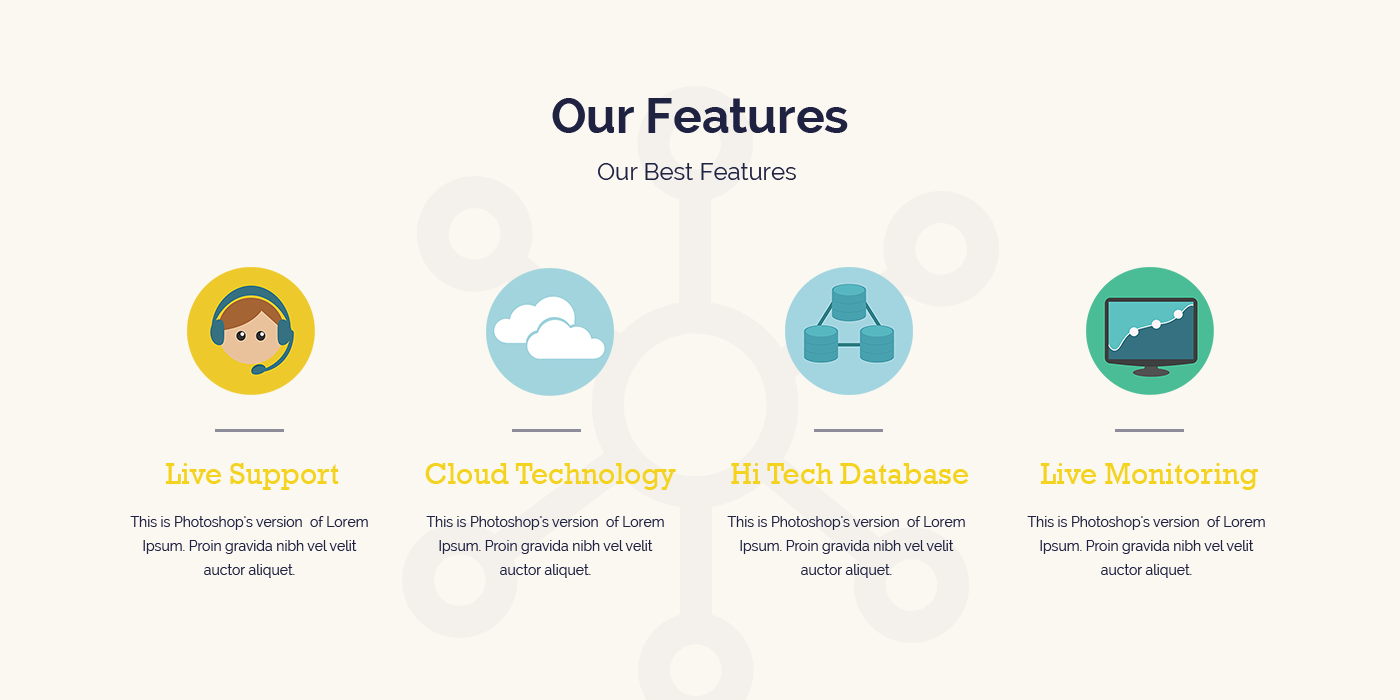 Our Features
Our Best Features
Live Support
This is Photoshop's version  of Lorem
Ipsum. Proin gravida nibh vel velit
auctor aliquet.
Cloud Technology
This is Photoshop's version  of Lorem
Ipsum. Proin gravida nibh vel velit
auctor aliquet.
Hi Tech Database
This is Photoshop's version  of Lorem
Ipsum. Proin gravida nibh vel velit
auctor aliquet.
Live Monitoring
This is Photoshop's version  of Lorem
Ipsum. Proin gravida nibh vel velit
auctor aliquet.